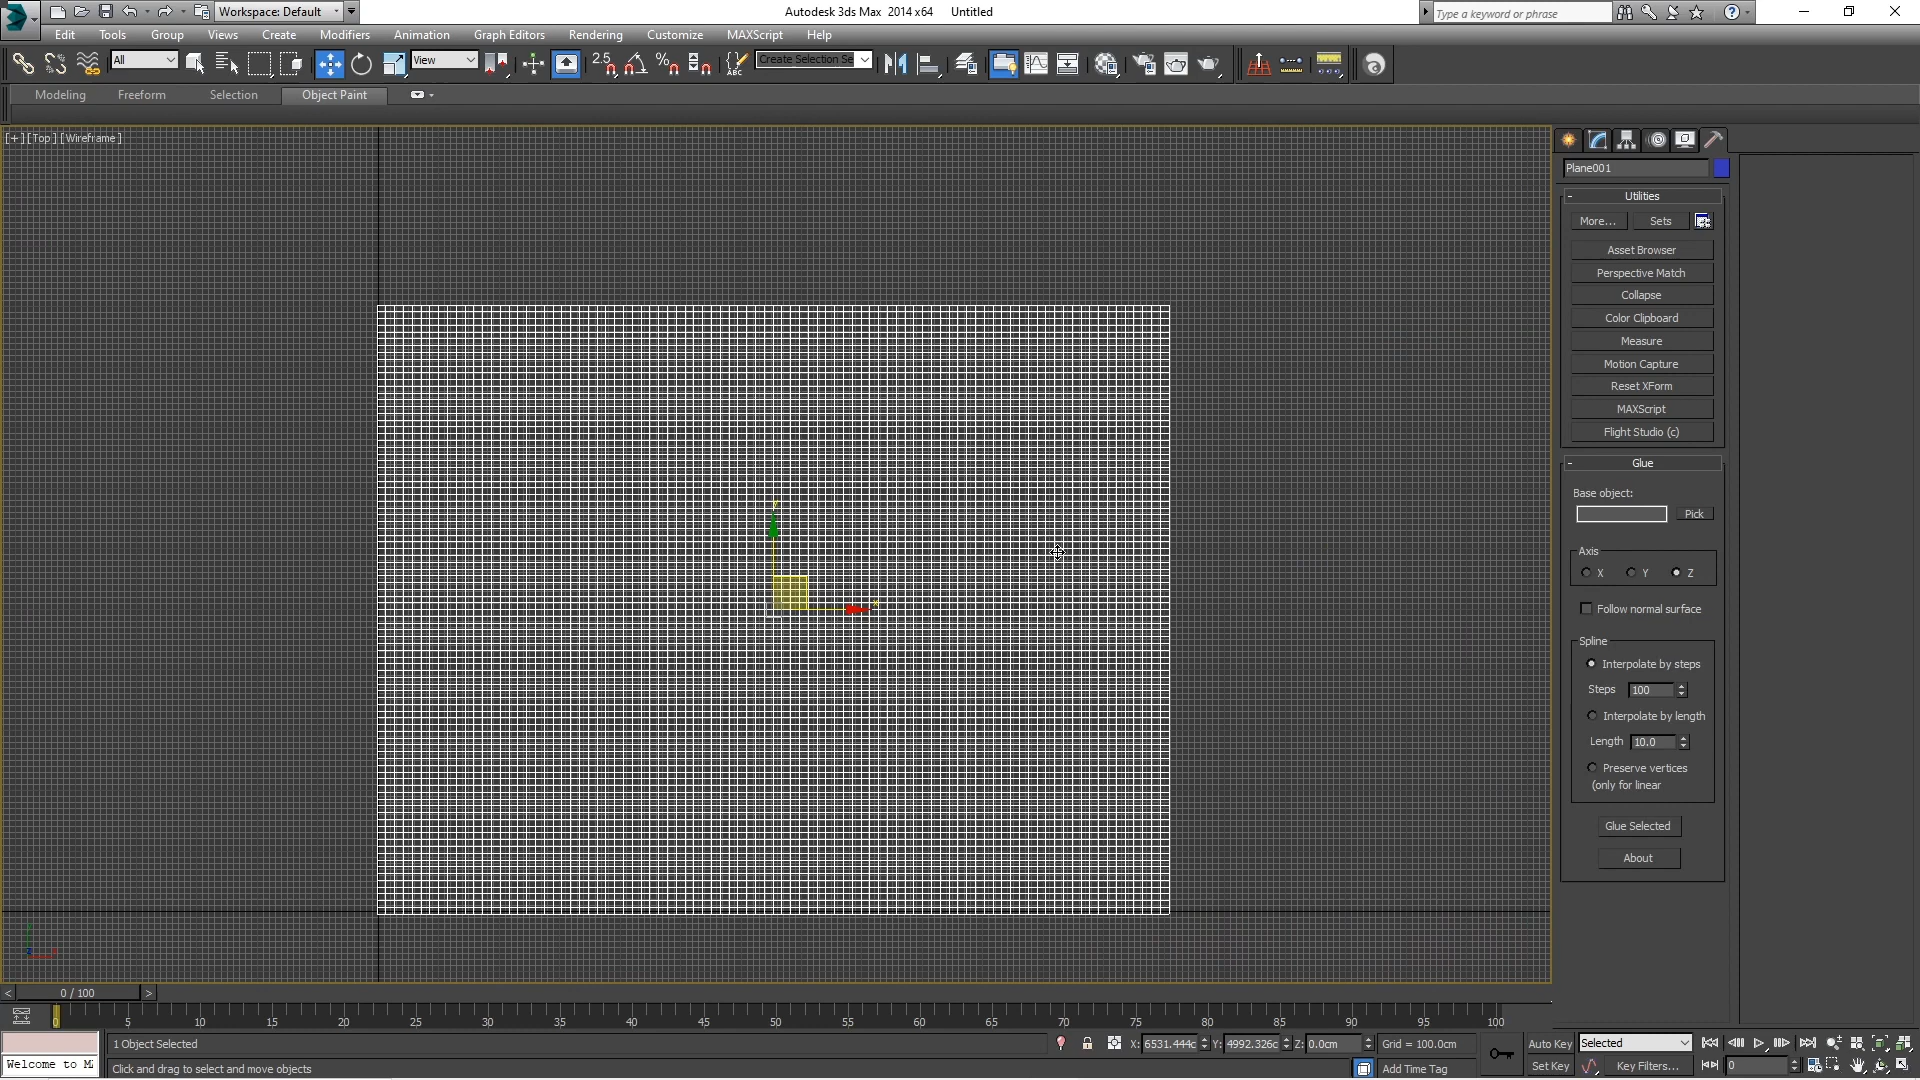 Workspace: Default
Autodesk 3ds Max 2014 x64 Untitled
Type a keyword or phrase
Edit Tools Group Views Create Modifiers Animation Graph Editors Rendering Customize MAXScript Help
All
View
2.5
Create Selection Se
Modeling Freeform Selection Object Paint
[+] [Top] [Wireframe]
Plane001
- Utilities
More... Sets
Asset Browser
Perspective Match
Collapse
Color Clipboard
Measure
Motion Capture
Reset XForm
MAXScript
Flight Studio (c)
- Glue
Base object:
Pick
Axis
X Y Z
Follow normal surface
Spline
Interpolate by steps
Steps 100
Interpolate by length
Length 10.0
Preserve vertices
(only for linear
Glue Selected
About
y
x
< 0 / 100 >
0 5 10 15 20 25 30 35 40 45 50 55 60 65 70 75 80 85 90 95 100
1 Object Selected
X: 6531.444c Y: 4992.326c Z: 0.0cm Grid = 100.0cm
Auto Key Selected
Welcome to M
Click and drag to select and move objects
Add Time Tag
Set Key Key Filters... 0